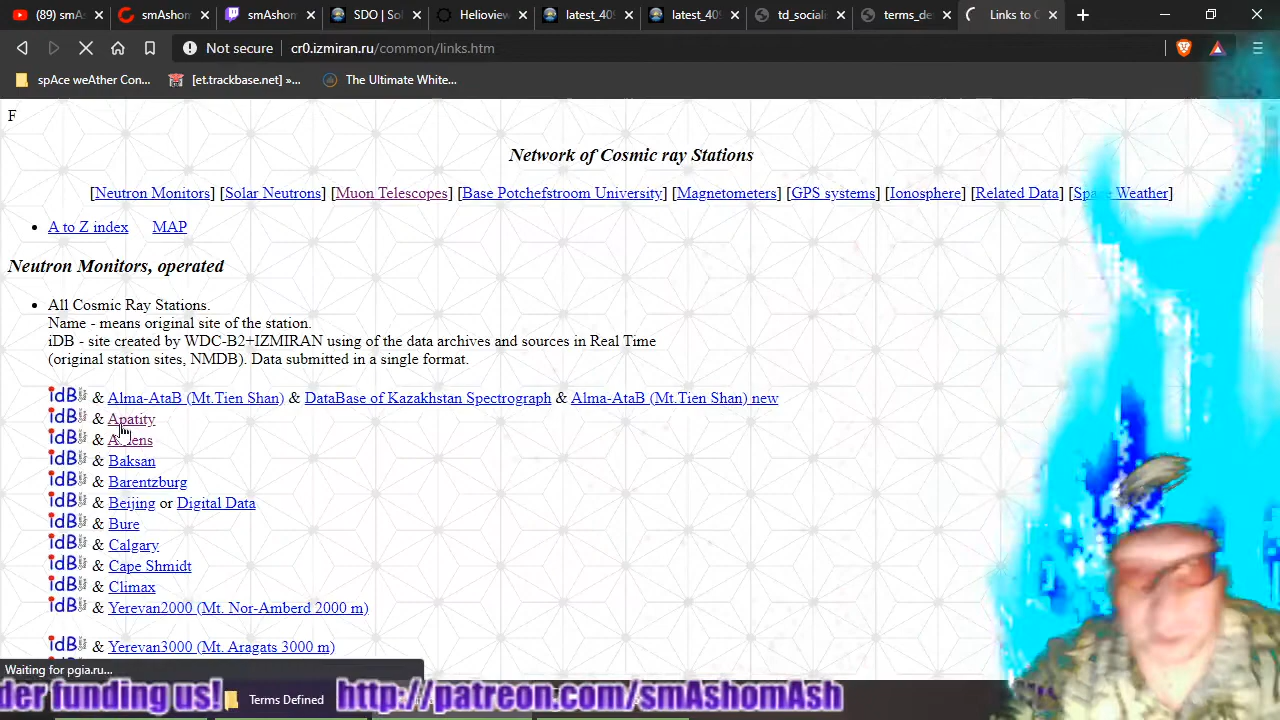 (89) smAs
smAshom
smAshom
SDO | Sol
Helioview
latest_409
latest_409
td_sociali
terms_de
Links to C
Not secure cr0.izmiran.ru/common/links.htm
spAce weAther Con...
[et.trackbase.net] »...
The Ultimate White...
F
Network of Cosmic ray Stations
[Neutron Monitors] [Solar Neutrons] [Muon Telescopes] [Base Potchefstroom University] [Magnetometers] [GPS systems] [Ionosphere] [Related Data] [Space Weather]
A to Z index MAP
Neutron Monitors, operated
All Cosmic Ray Stations.
Name - means original site of the station.
iDB - site created by WDC-B2+IZMIRAN using of the data archives and sources in Real Time
(original station sites, NMDB). Data submitted in a single format.
idB & Alma-AtaB (Mt.Tien Shan) & DataBase of Kazakhstan Spectrograph & Alma-AtaB (Mt.Tien Shan) new
idB & Apatity
idB & Athens
idB & Baksan
idB & Barentzburg
idB & Beijing or Digital Data
idB & Bure
idB & Calgary
idB & Cape Shmidt
idB & Climax
idB & Yerevan2000 (Mt. Nor-Amberd 2000 m)
idB & Yerevan3000 (Mt. Aragats 3000 m)
Waiting for pgia.ru...
der funding us!
Terms Defined
http://patreon.com/smAshomAsh